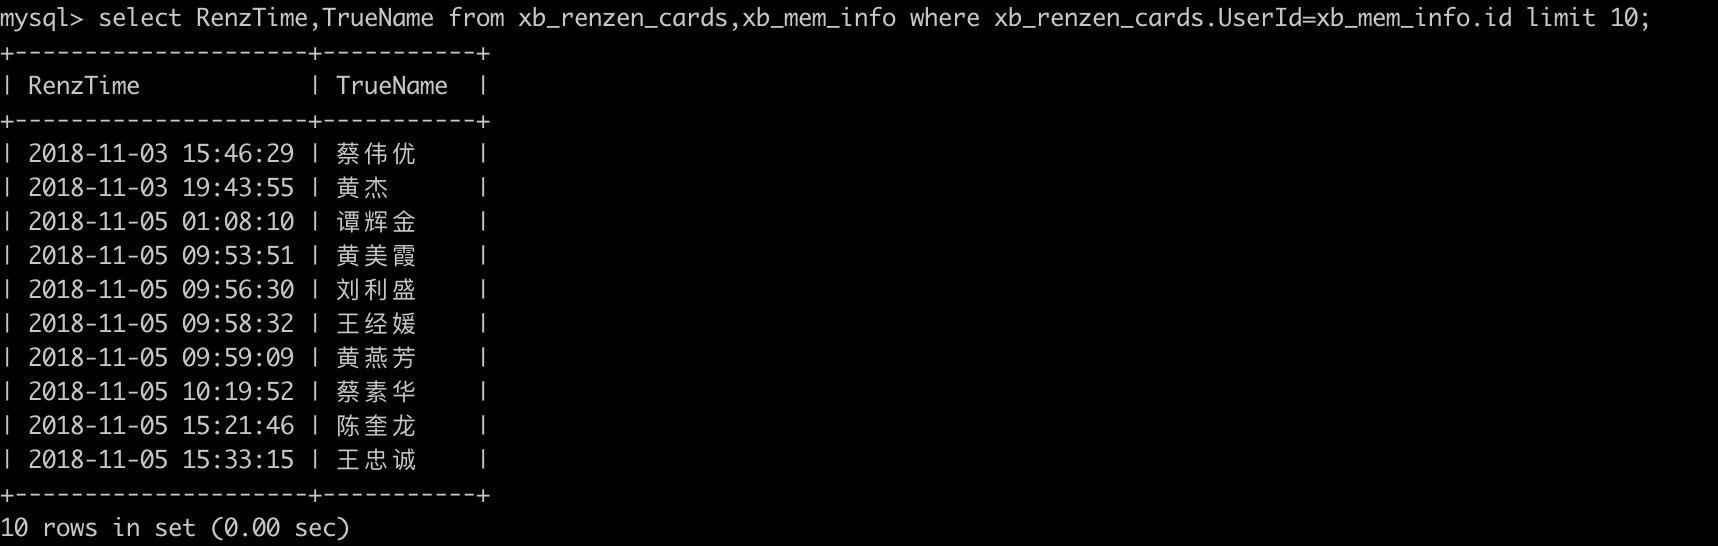 mysql> select RenzTime,TrueName from xb_renzen_cards,xb_mem_info where xb_renzen_cards.UserId=xb_mem_info.id limit 10;
+---------------------+-----------+
| RenzTime            | TrueName  |
+---------------------+-----------+
| 2018-11-03 15:46:29 | 蔡伟优    |
| 2018-11-03 19:43:55 | 黄杰      |
| 2018-11-05 01:08:10 | 谭辉金    |
| 2018-11-05 09:53:51 | 黄美霞    |
| 2018-11-05 09:56:30 | 刘利盛    |
| 2018-11-05 09:58:32 | 王经媛    |
| 2018-11-05 09:59:09 | 黄燕芳    |
| 2018-11-05 10:19:52 | 蔡素华    |
| 2018-11-05 15:21:46 | 陈奎龙    |
| 2018-11-05 15:33:15 | 王忠诚    |
+---------------------+-----------+
10 rows in set (0.00 sec)